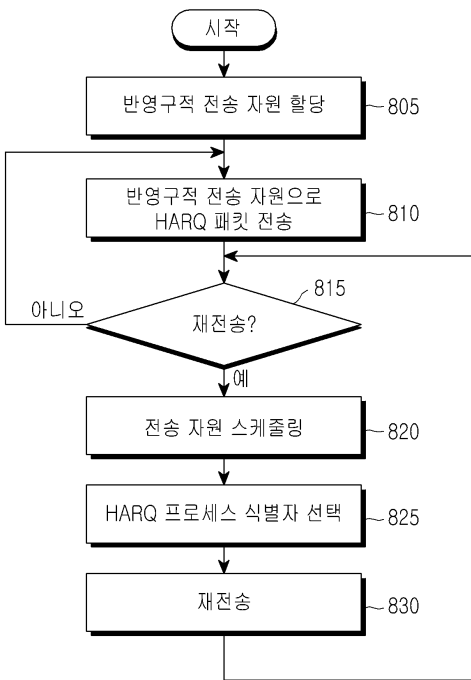 시작
반영구적 전송 자원 할당
805
반영구적 전송 자원으로
HARQ 패킷 전송
810
815
재전송?
아니오
예
전송 자원 스케줄링
820
HARQ 프로세스 식별자 선택
825
재전송
830